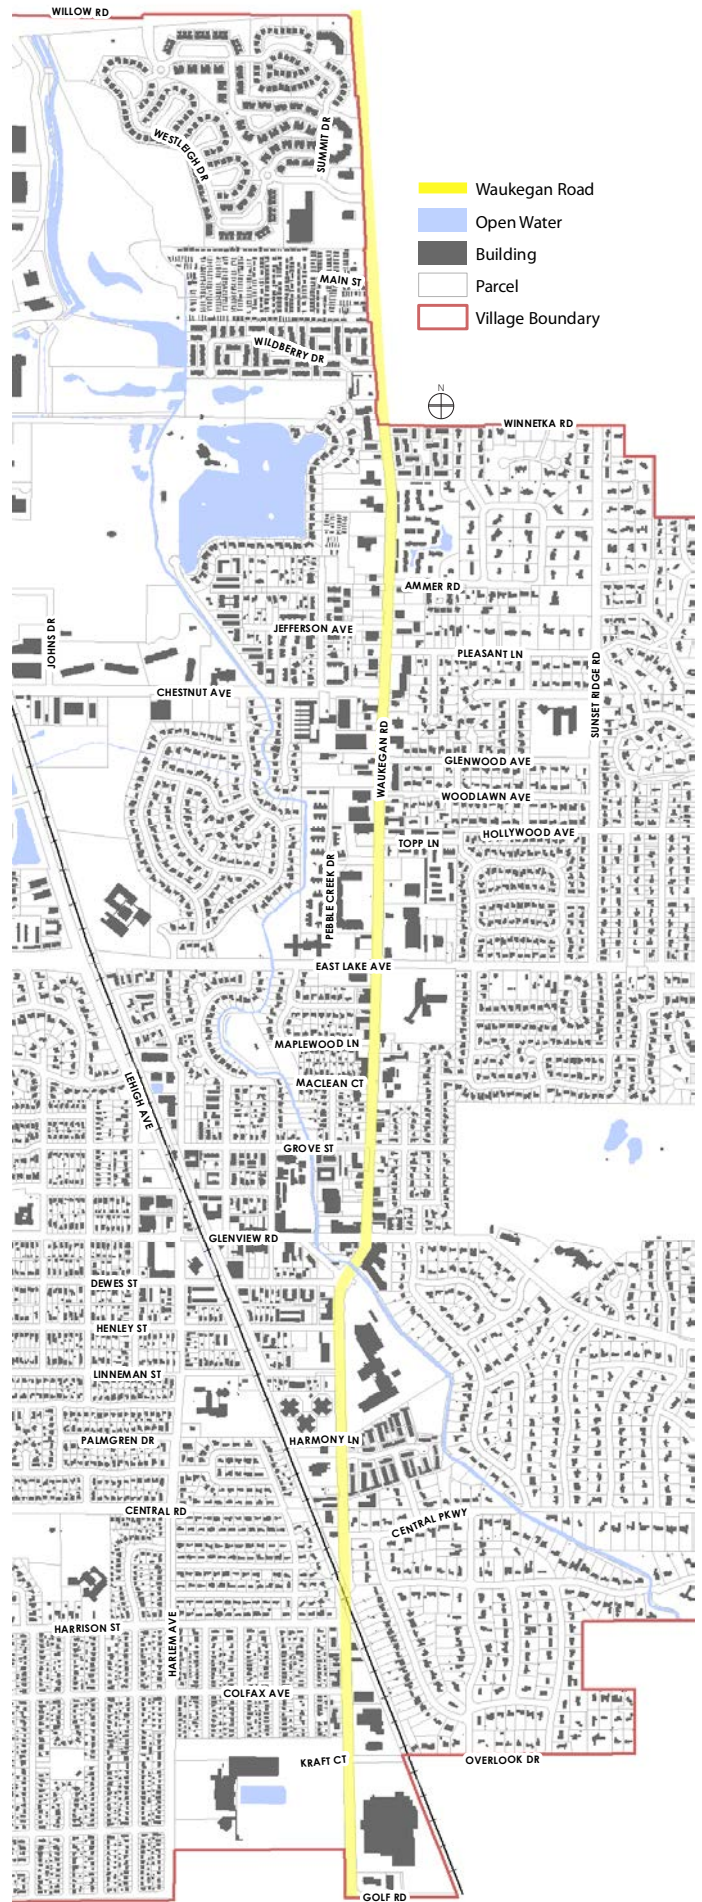 WILLOW RD
SUMMIT DR
WESTLEIGH DR
Waukegan Road
Open Water
Building
Parcel
Village Boundary
MAIN ST
WILDBERRY DR
N
WINNETKA RD
AMMER RD
JEFFERSON AVE
JOHNS DR
PLEASANT LN
SUNSET RIDGE RD
CHESTNUT AVE
WAUKEGAN RD
GLENWOOD AVE
WOODLAWN AVE
HOLLYWOOD AVE
TOPP LN
PEBBLE CREEK DR
EAST LAKE AVE
MAPLEWOOD LN
MACLEAN CT
LEHIGH AVE
GROVE ST
GLENVIEW RD
DEWES ST
HENLEY ST
LINNEMAN ST
PALMGREN DR
HARMONY LN
CENTRAL RD
CENTRAL PKWY
HARRISON ST
HARLEM AVE
COLFAX AVE
KRAFT CT
OVERLOOK DR
GOLF RD